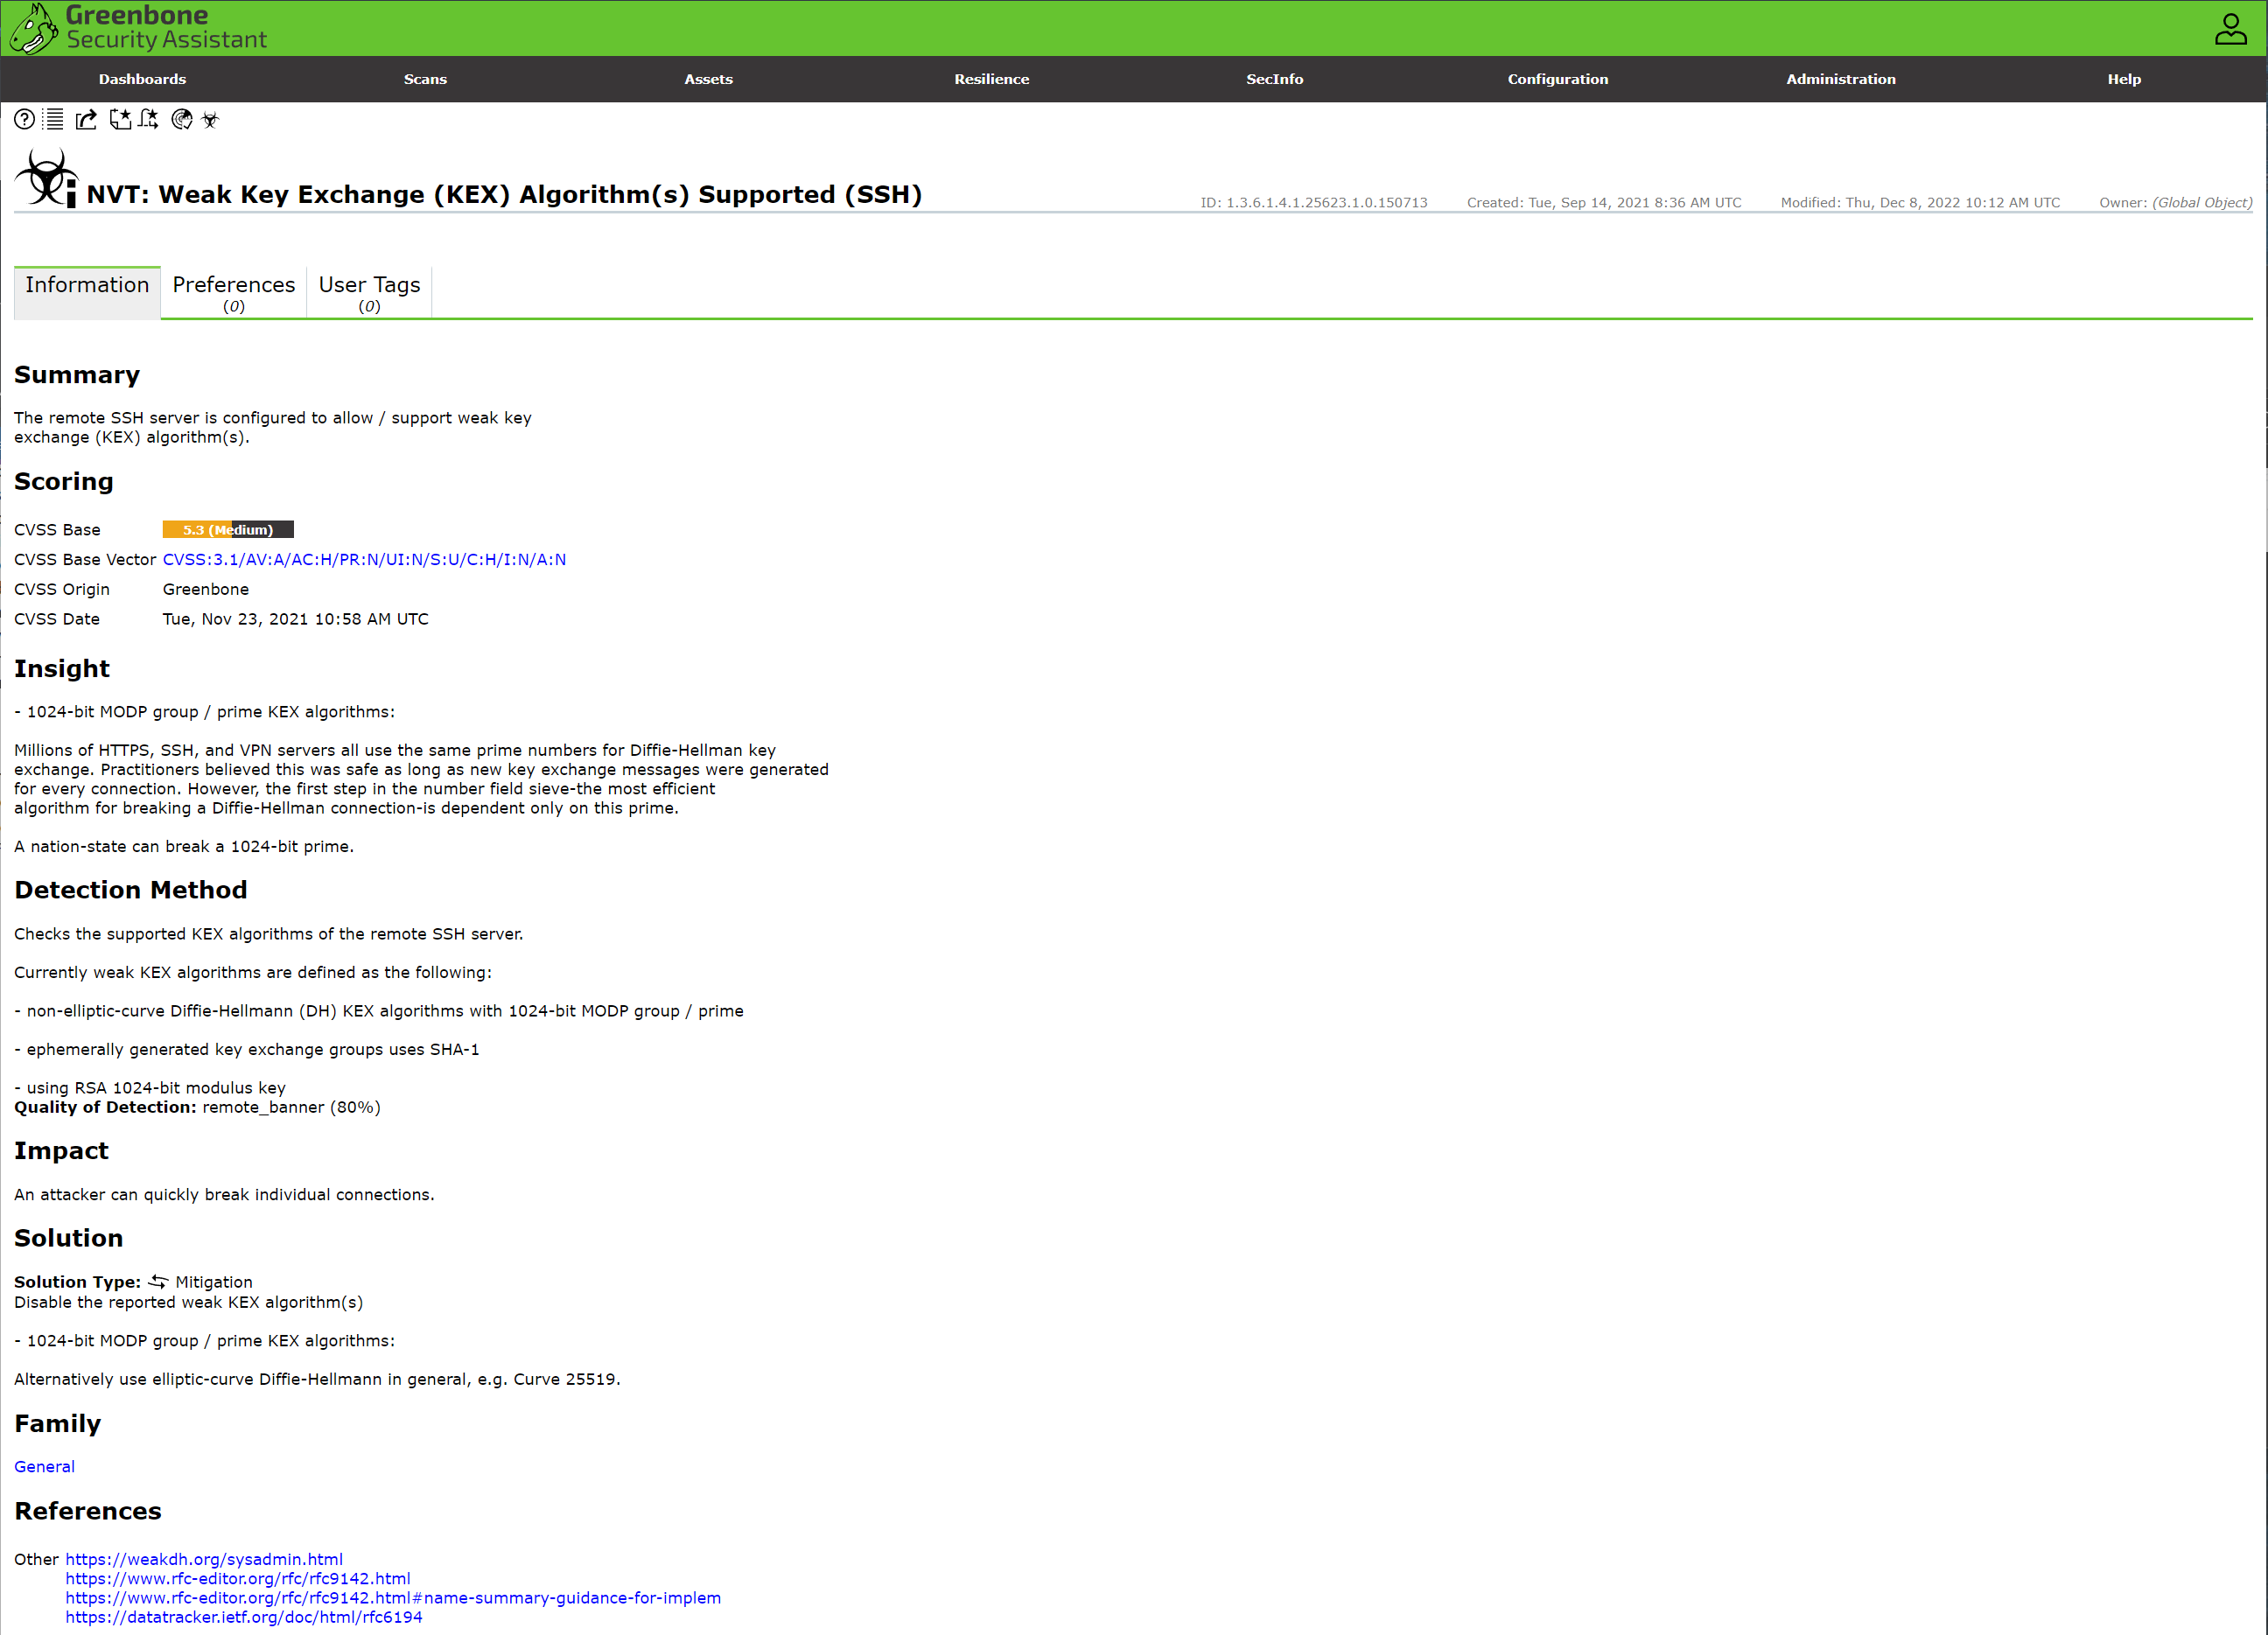 Greenbone
Security Assistant
Dashboards Scans Assets Resilience SecInfo Configuration Administration Help
NVT: Weak Key Exchange (KEX) Algorithm(s) Supported (SSH)
ID: 1.3.6.1.4.1.25623.1.0.150713 Created: Tue, Sep 14, 2021 8:36 AM UTC Modified: Thu, Dec 8, 2022 10:12 AM UTC Owner: (Global Object)
Information Preferences User Tags
(0) (0)
Summary
The remote SSH server is configured to allow / support weak key
exchange (KEX) algorithm(s).
Scoring
CVSS Base 5.3 (Medium)
CVSS Base Vector CVSS:3.1/AV:A/AC:H/PR:N/UI:N/S:U/C:H/I:N/A:N
CVSS Origin Greenbone
CVSS Date Tue, Nov 23, 2021 10:58 AM UTC
Insight
- 1024-bit MODP group / prime KEX algorithms:
Millions of HTTPS, SSH, and VPN servers all use the same prime numbers for Diffie-Hellman key
exchange. Practitioners believed this was safe as long as new key exchange messages were generated
for every connection. However, the first step in the number field sieve-the most efficient
algorithm for breaking a Diffie-Hellman connection-is dependent only on this prime.
A nation-state can break a 1024-bit prime.
Detection Method
Checks the supported KEX algorithms of the remote SSH server.
Currently weak KEX algorithms are defined as the following:
- non-elliptic-curve Diffie-Hellmann (DH) KEX algorithms with 1024-bit MODP group / prime
- ephemerally generated key exchange groups uses SHA-1
- using RSA 1024-bit modulus key
Quality of Detection: remote_banner (80%)
Impact
An attacker can quickly break individual connections.
Solution
Solution Type: Mitigation
Disable the reported weak KEX algorithm(s)
- 1024-bit MODP group / prime KEX algorithms:
Alternatively use elliptic-curve Diffie-Hellmann in general, e.g. Curve 25519.
Family
General
References
Other https://weakdh.org/sysadmin.html
https://www.rfc-editor.org/rfc/rfc9142.html
https://www.rfc-editor.org/rfc/rfc9142.html#name-summary-guidance-for-implem
https://datatracker.ietf.org/doc/html/rfc6194